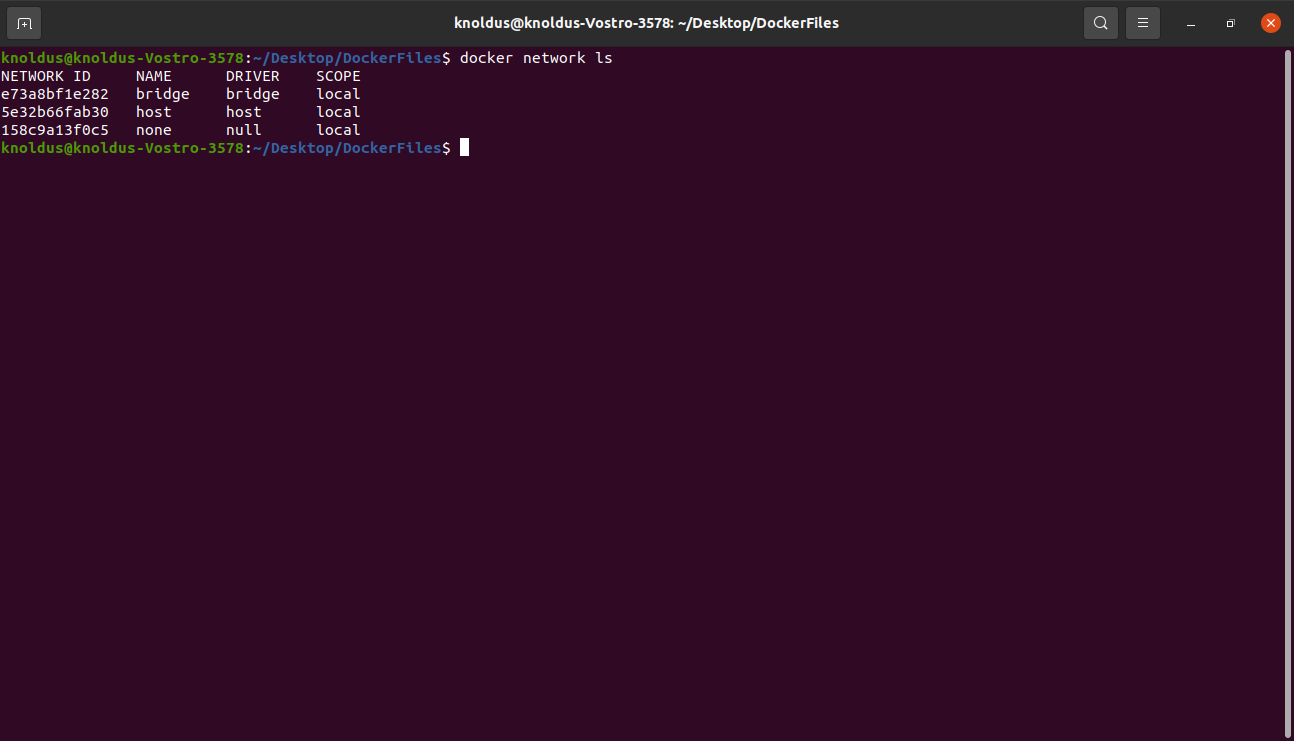 knoldus@knoldus-Vostro-3578: ~/Desktop/DockerFiles
knoldus@knoldus-Vostro-3578:~/Desktop/DockerFiles$ docker network ls
NETWORK ID     NAME      DRIVER    SCOPE
e73a8bf1e282   bridge    bridge    local
5e32b66fab30   host      host      local
158c9a13f0c5   none      null      local
knoldus@knoldus-Vostro-3578:~/Desktop/DockerFiles$